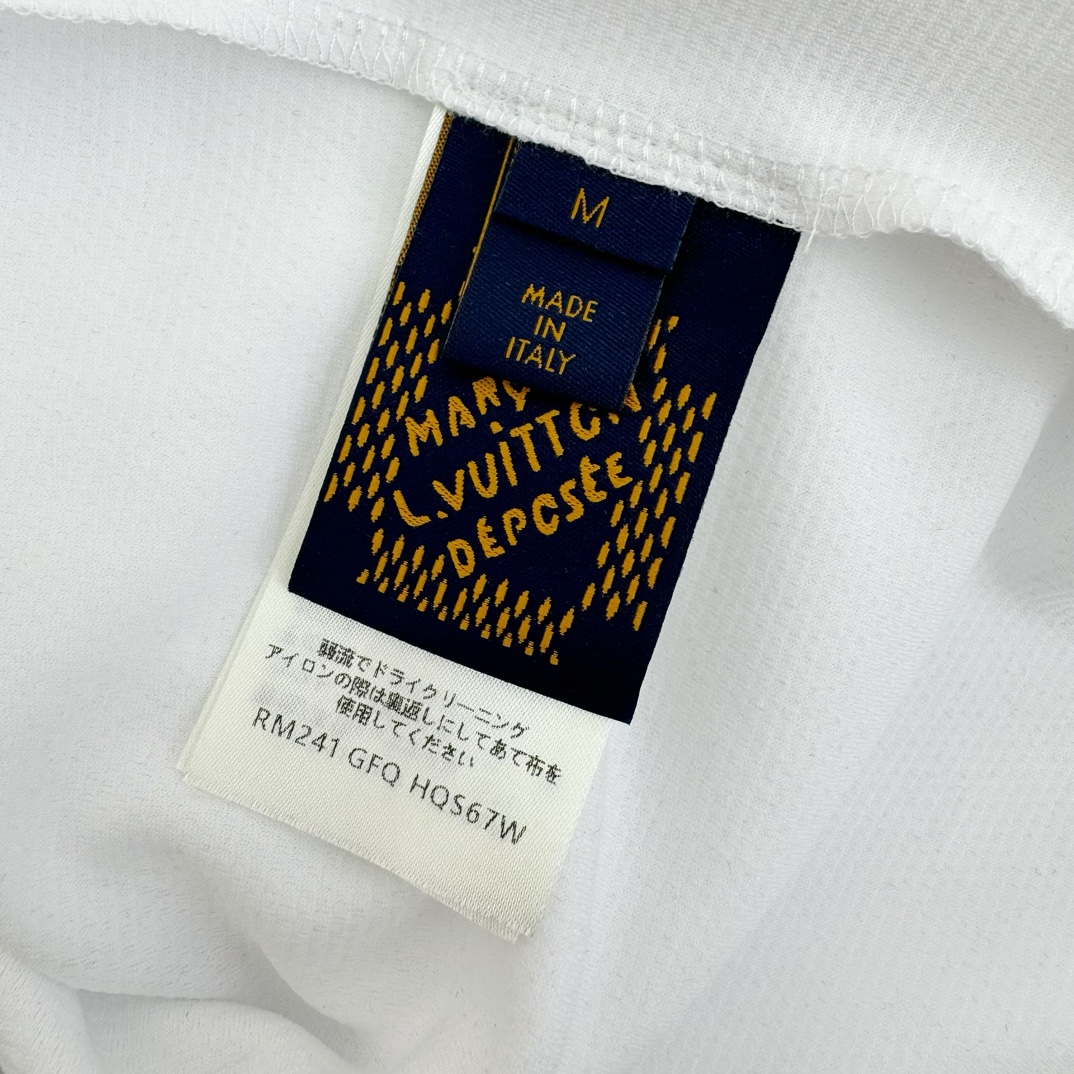 M
MADE
IN
ITALY
L.VUITTON
DÉPOSÉE
弱流でドライクリーニング
アイロンの際は裏返しにしてあて布を
使用してください
RM241 GFQ HQS67W